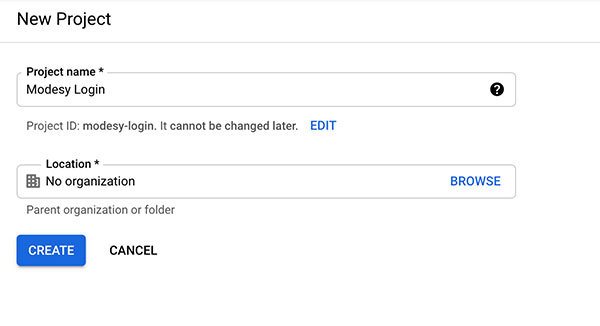 New Project
Project name *
Modesy Login
Project ID: modesy-login. It cannot be changed later. EDIT
Location *
No organization BROWSE
Parent organization or folder
CREATE CANCEL